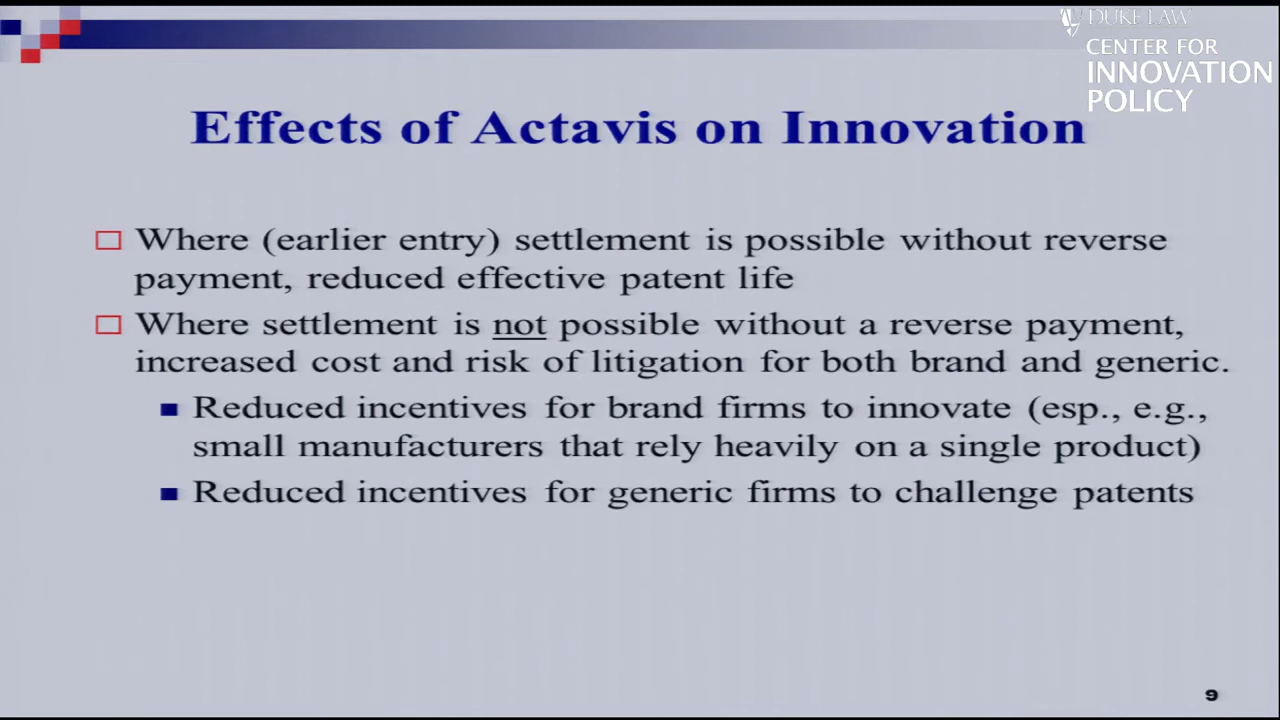 DUKE LAW
CENTER FOR
INNOVATION
POLICY
Effects of Actavis on Innovation
Where (earlier entry) settlement is possible without reverse
payment, reduced effective patent life
Where settlement is not possible without a reverse payment,
increased cost and risk of litigation for both brand and generic.
Reduced incentives for brand firms to innovate (esp., e.g.,
small manufacturers that rely heavily on a single product)
Reduced incentives for generic firms to challenge patents
9